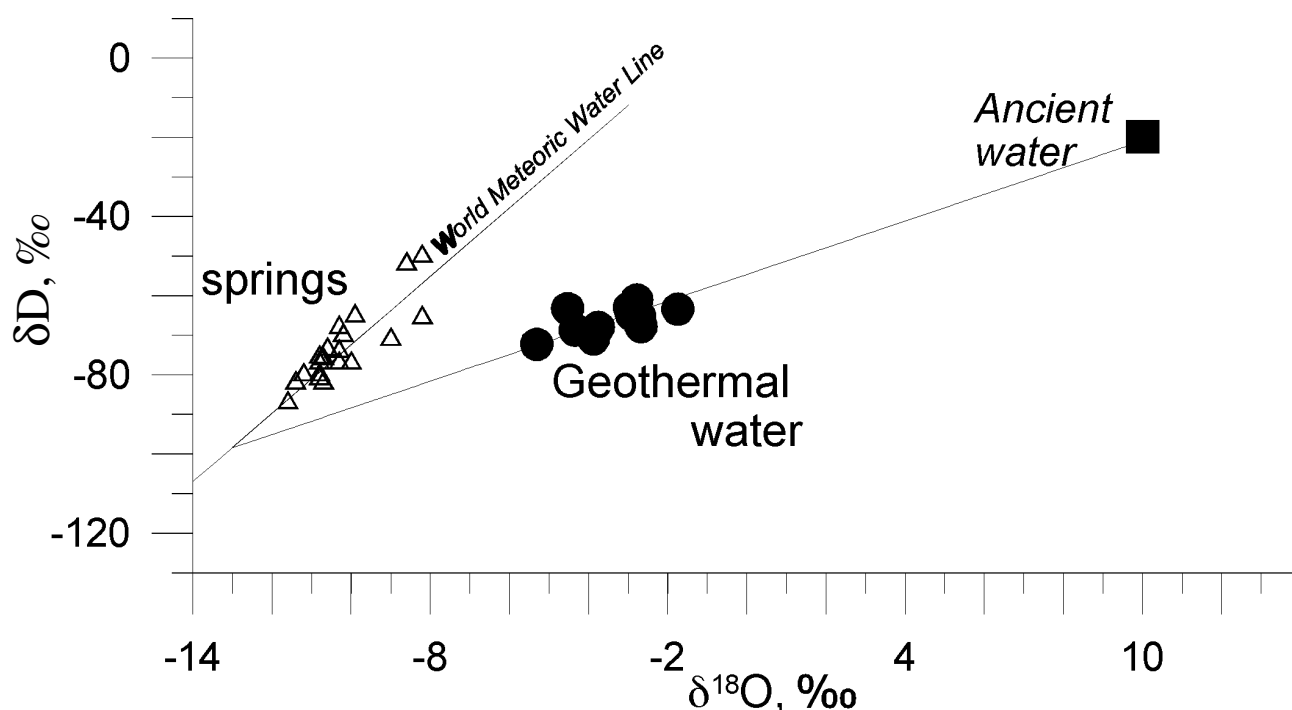 0
-40
-80
-120
δD, ‰
springs
World Meteoric Water Line
Ancient
water
Geothermal
water
-14
-8
-2
4
10
δ¹⁸O, ‰